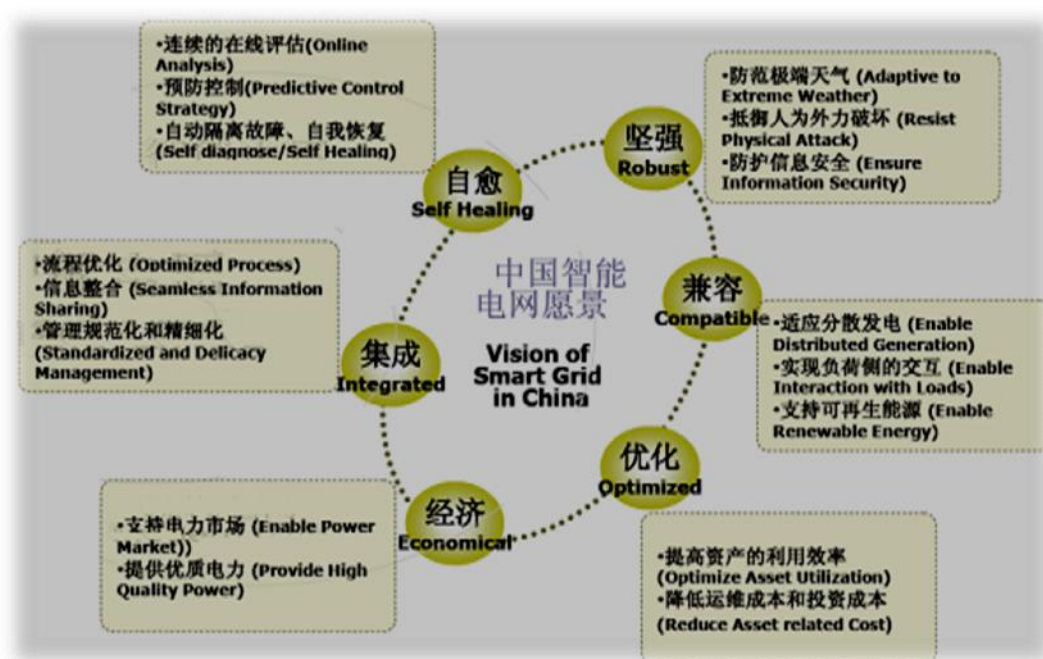 •连续的在线评估(Online
Analysis)
•预防控制(Predictive Control
Strategy)
•自动隔离故障、自我恢复
(Self diagnose/Self Healing)
•防范极端天气 (Adaptive to
Extreme Weather)
•抵御人为外力破坏 (Resist
Physical Attack)
•防护信息安全 (Ensure
Information Security)
坚强
Robust
自愈
Self Healing
•流程优化 (Optimized Process)
•信息整合 (Seamless Information
Sharing)
•管理规范化和精细化
(Standardized and Delicacy
Management)
中国智能
电网愿景
Vision of
Smart Grid
in China
兼容
Compatible
•适应分散发电 (Enable
Distributed Generation)
•实现负荷侧的交互 (Enable
Interaction with Loads)
•支持可再生能源 (Enable
Renewable Energy)
集成
Integrated
优化
Optimized
经济
Economical
•支持电力市场 (Enable Power
Market))
•提供优质电力 (Provide High
Quality Power)
•提高资产的利用效率
(Optimize Asset Utilization)
•降低运维成本和投资成本
(Reduce Asset related Cost)